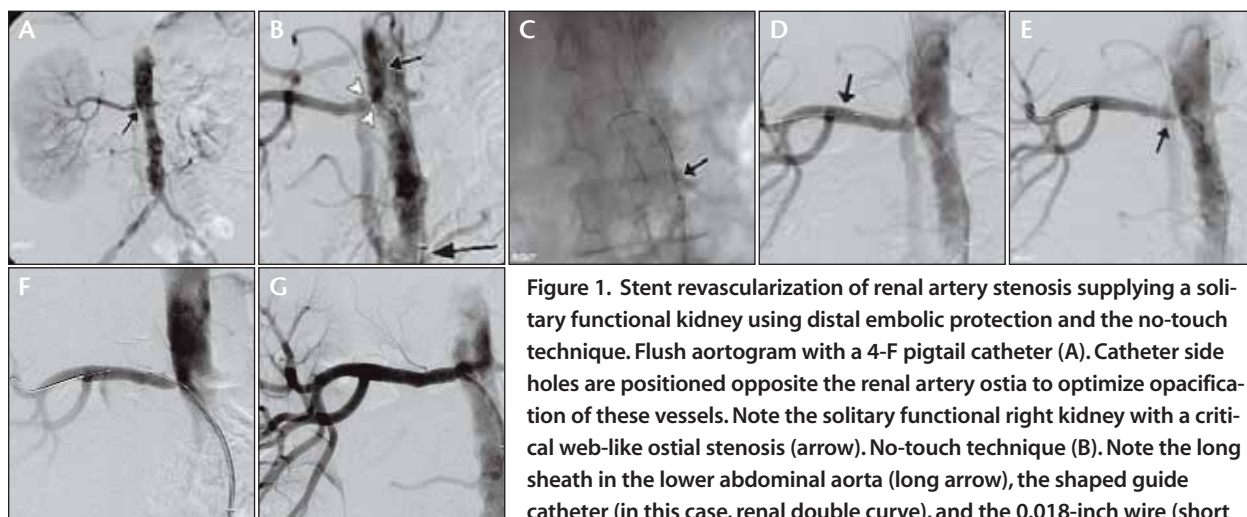 A
B
C
D
E
F
G
Figure 1. Stent revascularization of renal artery stenosis supplying a soli-
tary functional kidney using distal embolic protection and the no-touch
technique. Flush aortogram with a 4-F pigtail catheter (A). Catheter side
holes are positioned opposite the renal artery ostia to optimize opacifica-
tion of these vessels. Note the solitary functional right kidney with a criti-
cal web-like ostial stenosis (arrow). No-touch technique (B). Note the long
sheath in the lower abdominal aorta (long arrow), the shaped guide
catheter (in this case, renal double curve), and the 0.018-inch wire (short